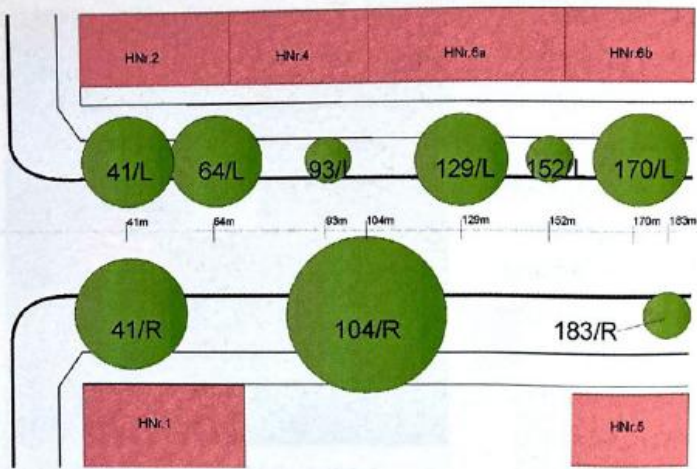 HNr.2 HNr.4 HNr.6a HNr.6b
41/L 64/L 93/L 129/L 152/L 170/L
41m 64m 93m 104m 129m 152m 170m 183m
41/R 104/R 183/R
HNr.1 HNr.5